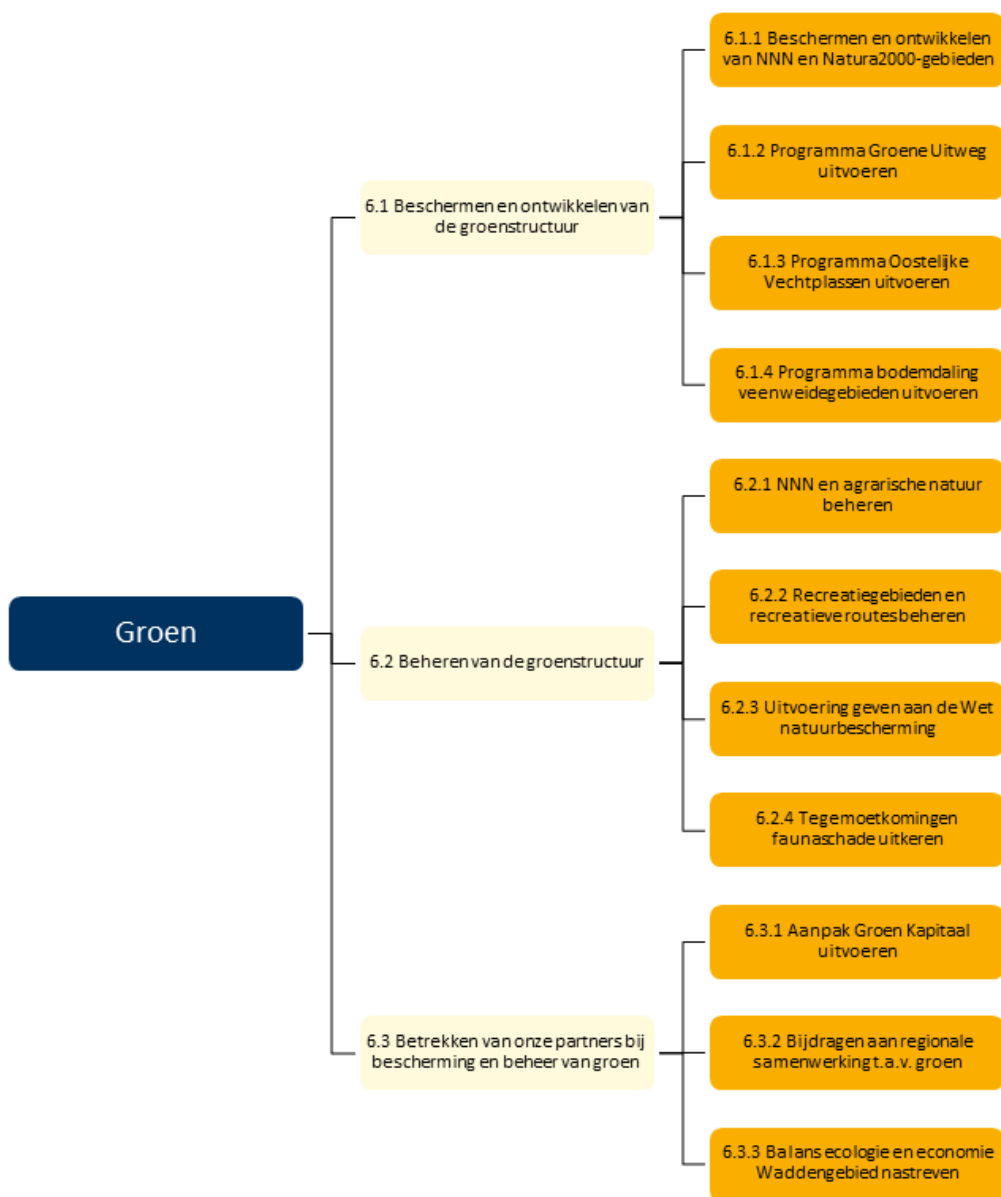 Groen
6.1 Beschermen en ontwikkelen van
de groenstructuur
6.1.1 Beschermen en ontwikkelen
van NNN en Natura2000-gebieden
6.1.2 Programma Groene Uitweg
uitvoeren
6.1.3 Programma Oostelijke
Vechtplassen uitvoeren
6.1.4 Programma bodemdaling
veenweidegebieden uitvoeren
6.2 Beheren van de groenstructuur
6.2.1 NNN en agrarische natuur
beheren
6.2.2 Recreatiegebieden en
recreatieve routes beheren
6.2.3 Uitvoering geven aan de Wet
natuurbescherming
6.2.4 Tegemoetkomingen
faunaschade uitkeren
6.3 Betrekken van onze partners bij
bescherming en beheer van groen
6.3.1 Aanpak Groen Kapitaal
uitvoeren
6.3.2 Bijdragen aan regionale
samenwerking t.a.v. groen
6.3.3 Balans ecologie en economie
Waddengebied nastreven